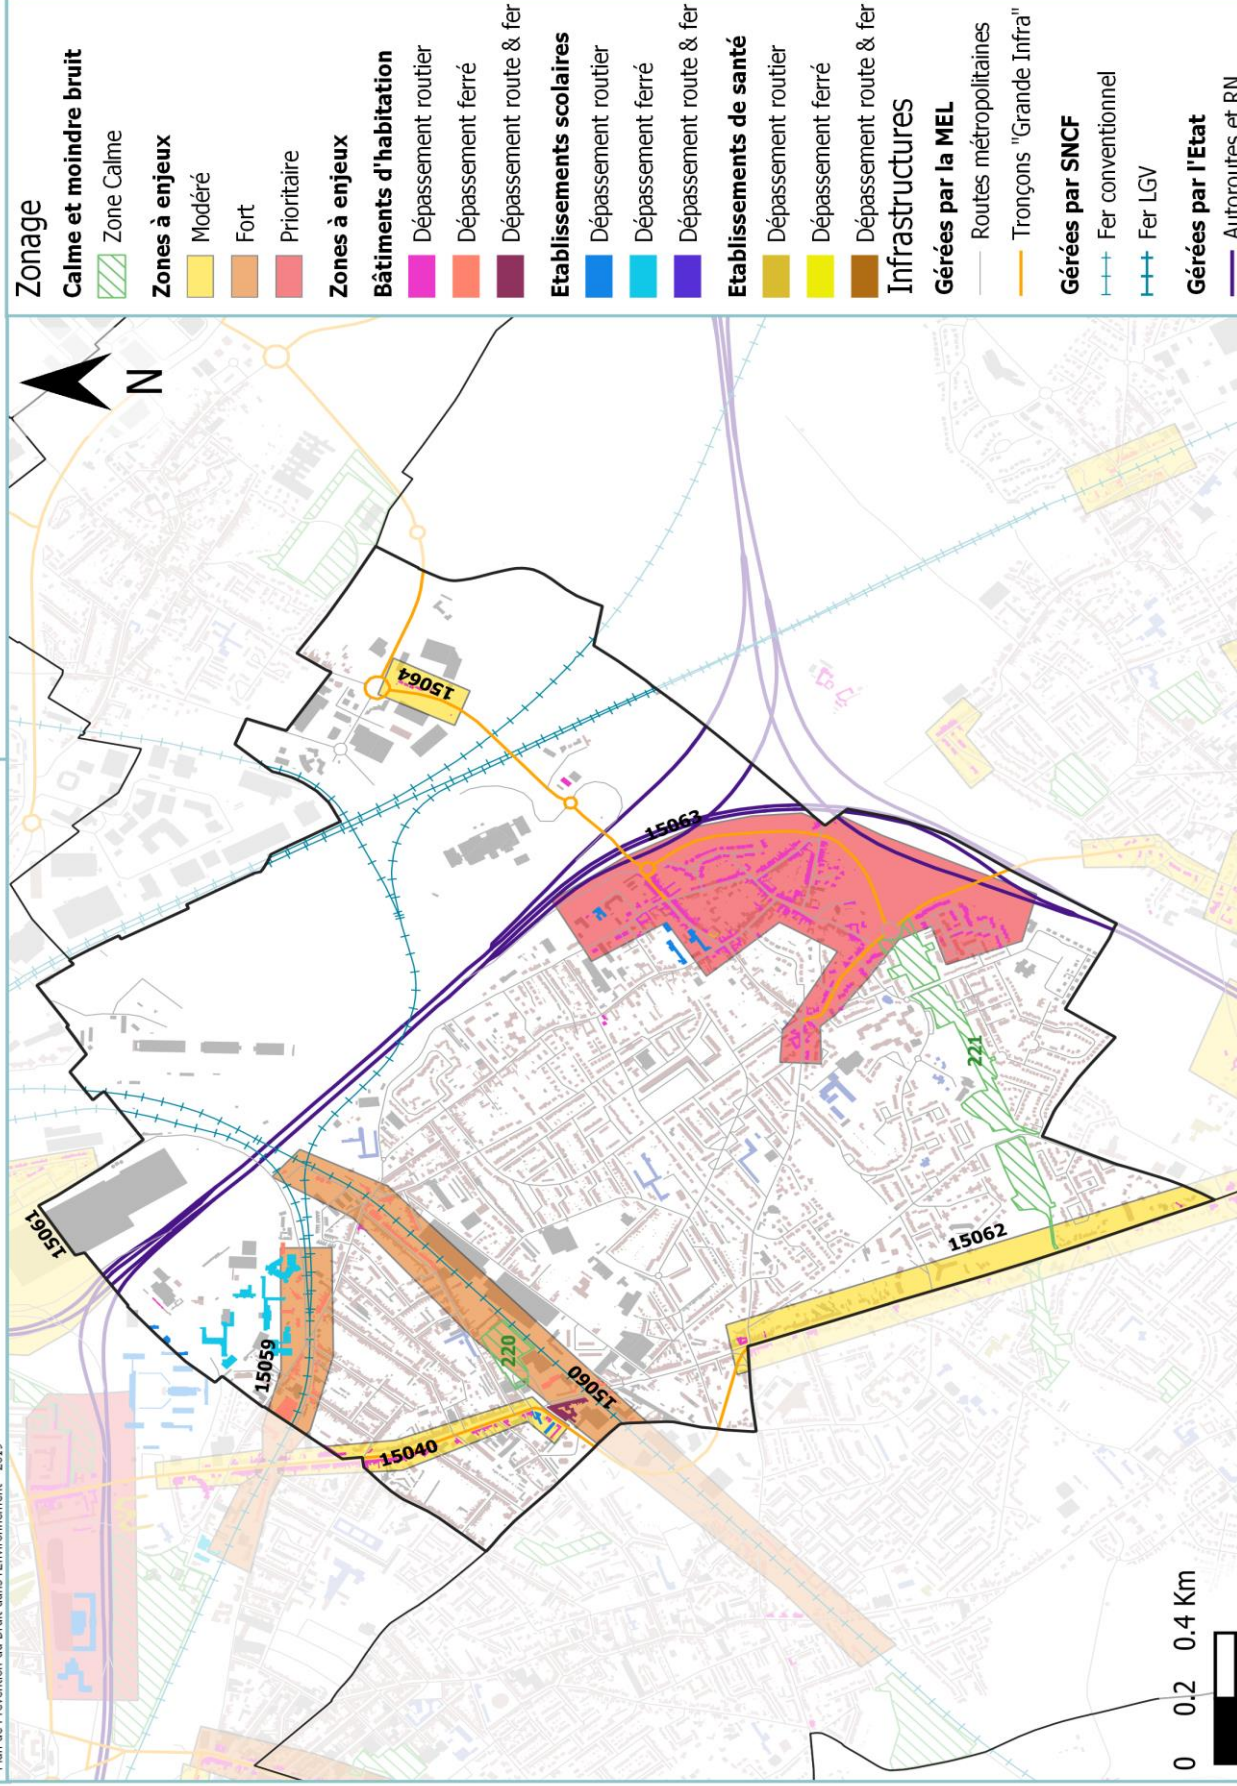 Zonage
Calme et moindre bruit
Zone Calme
Zones à enjeux
Modéré
Fort
Prioritaire
Zones à enjeux
Bâtiments d'habitation
Dépassement routier
Dépassement ferré
Dépassement route & fer
Etablissements scolaires
Dépassement routier
Dépassement ferré
Dépassement route & fer
Etablissements de santé
Dépassement routier
Dépassement ferré
Dépassement route & fer
Infrastructures
Gérées par la MEL
Routes métropolitaines
Tronçons "Grande Infra"
Gérées par SNCF
Fer conventionnel
Fer LGV
Gérées par l'Etat
Autoroutes et RN
N
15064
15063
15061
15059
220
15060
15040
221
15062
0 0.2 0.4 Km